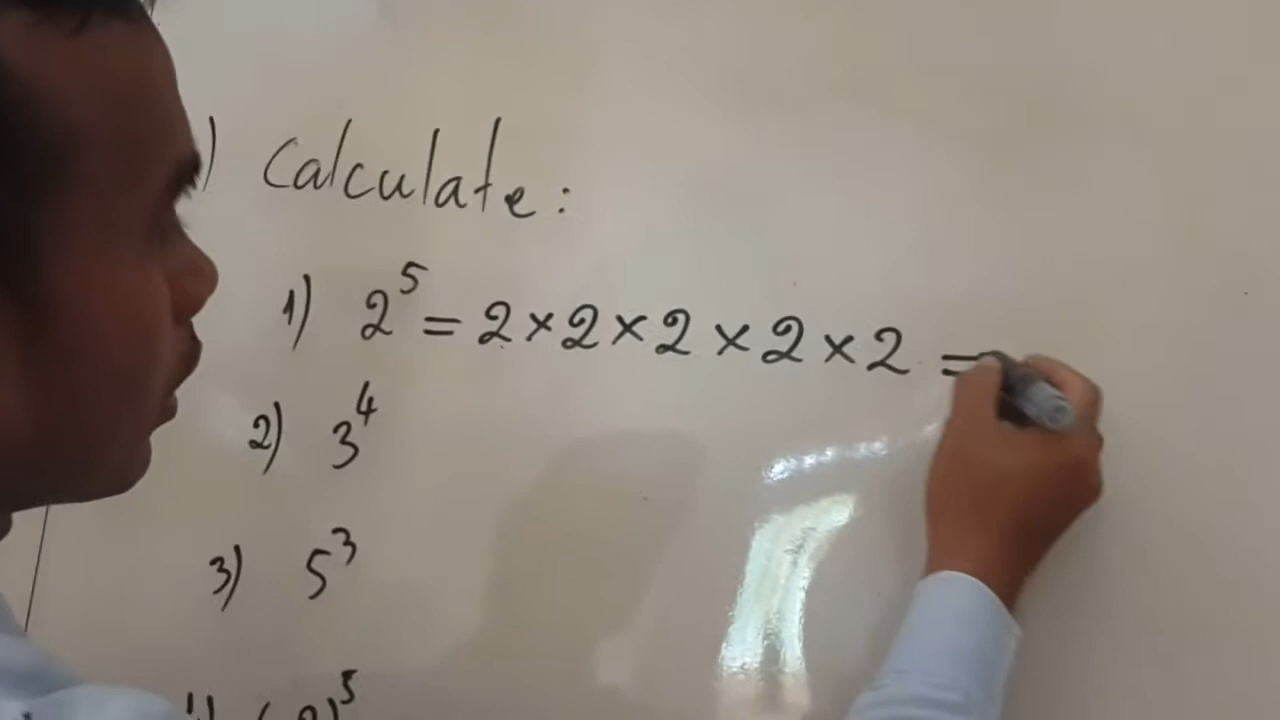 ) Calculate:
1) 2⁵ = 2 × 2 × 2 × 2 × 2 =
2) 3⁴
3) 5³